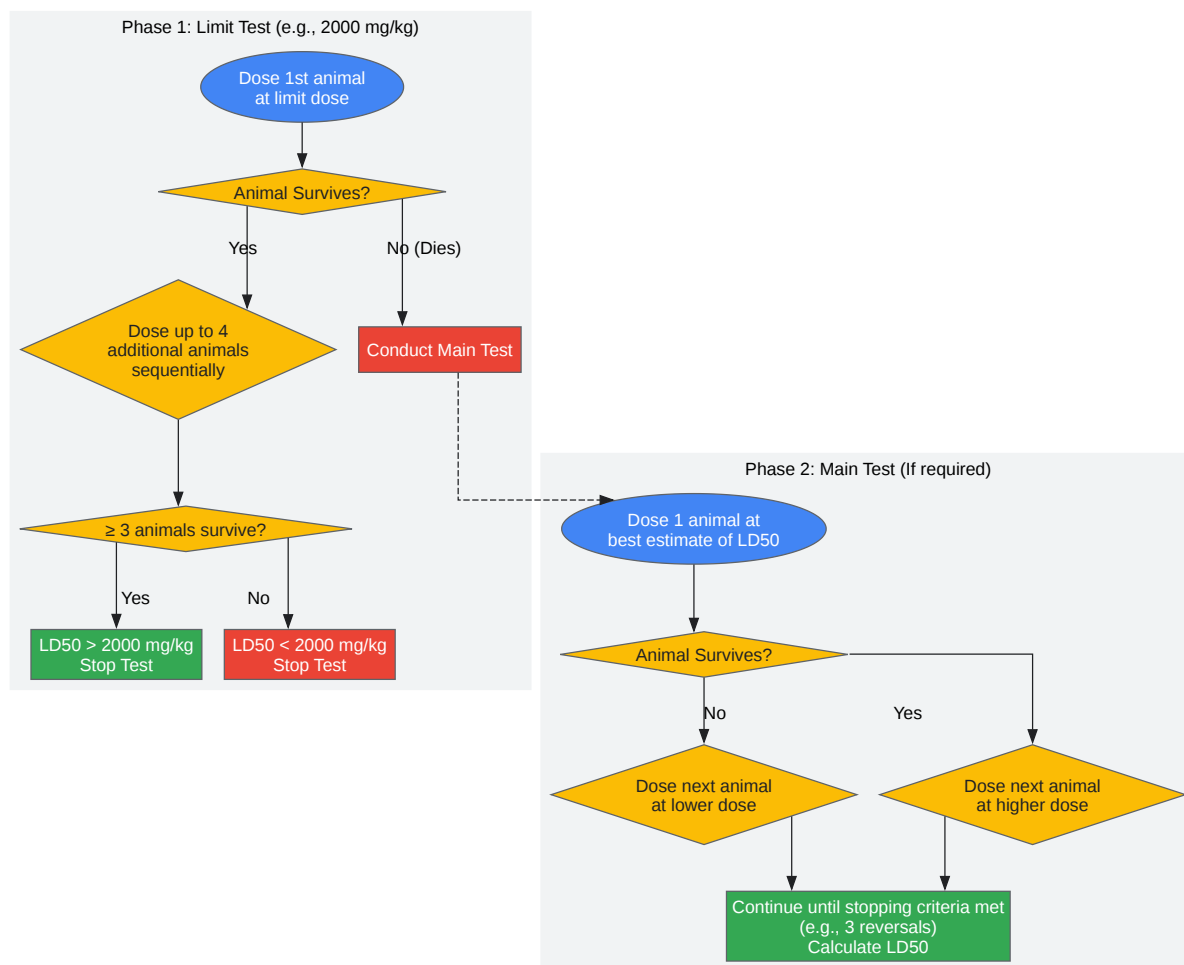 Phase 1: Limit Test (e.g., 2000 mg/kg)
Dose 1st animal
at limit dose
Animal Survives?
Yes
No (Dies)
Dose up to 4
additional animals
sequentially
Conduct Main Test
≥ 3 animals survive?
Yes
No
LD50 > 2000 mg/kg
Stop Test
LD50 < 2000 mg/kg
Stop Test
Phase 2: Main Test (If required)
Dose 1 animal at
best estimate of LD50
Animal Survives?
No
Yes
Dose next animal
at lower dose
Dose next animal
at higher dose
Continue until stopping criteria met
(e.g., 3 reversals)
Calculate LD50